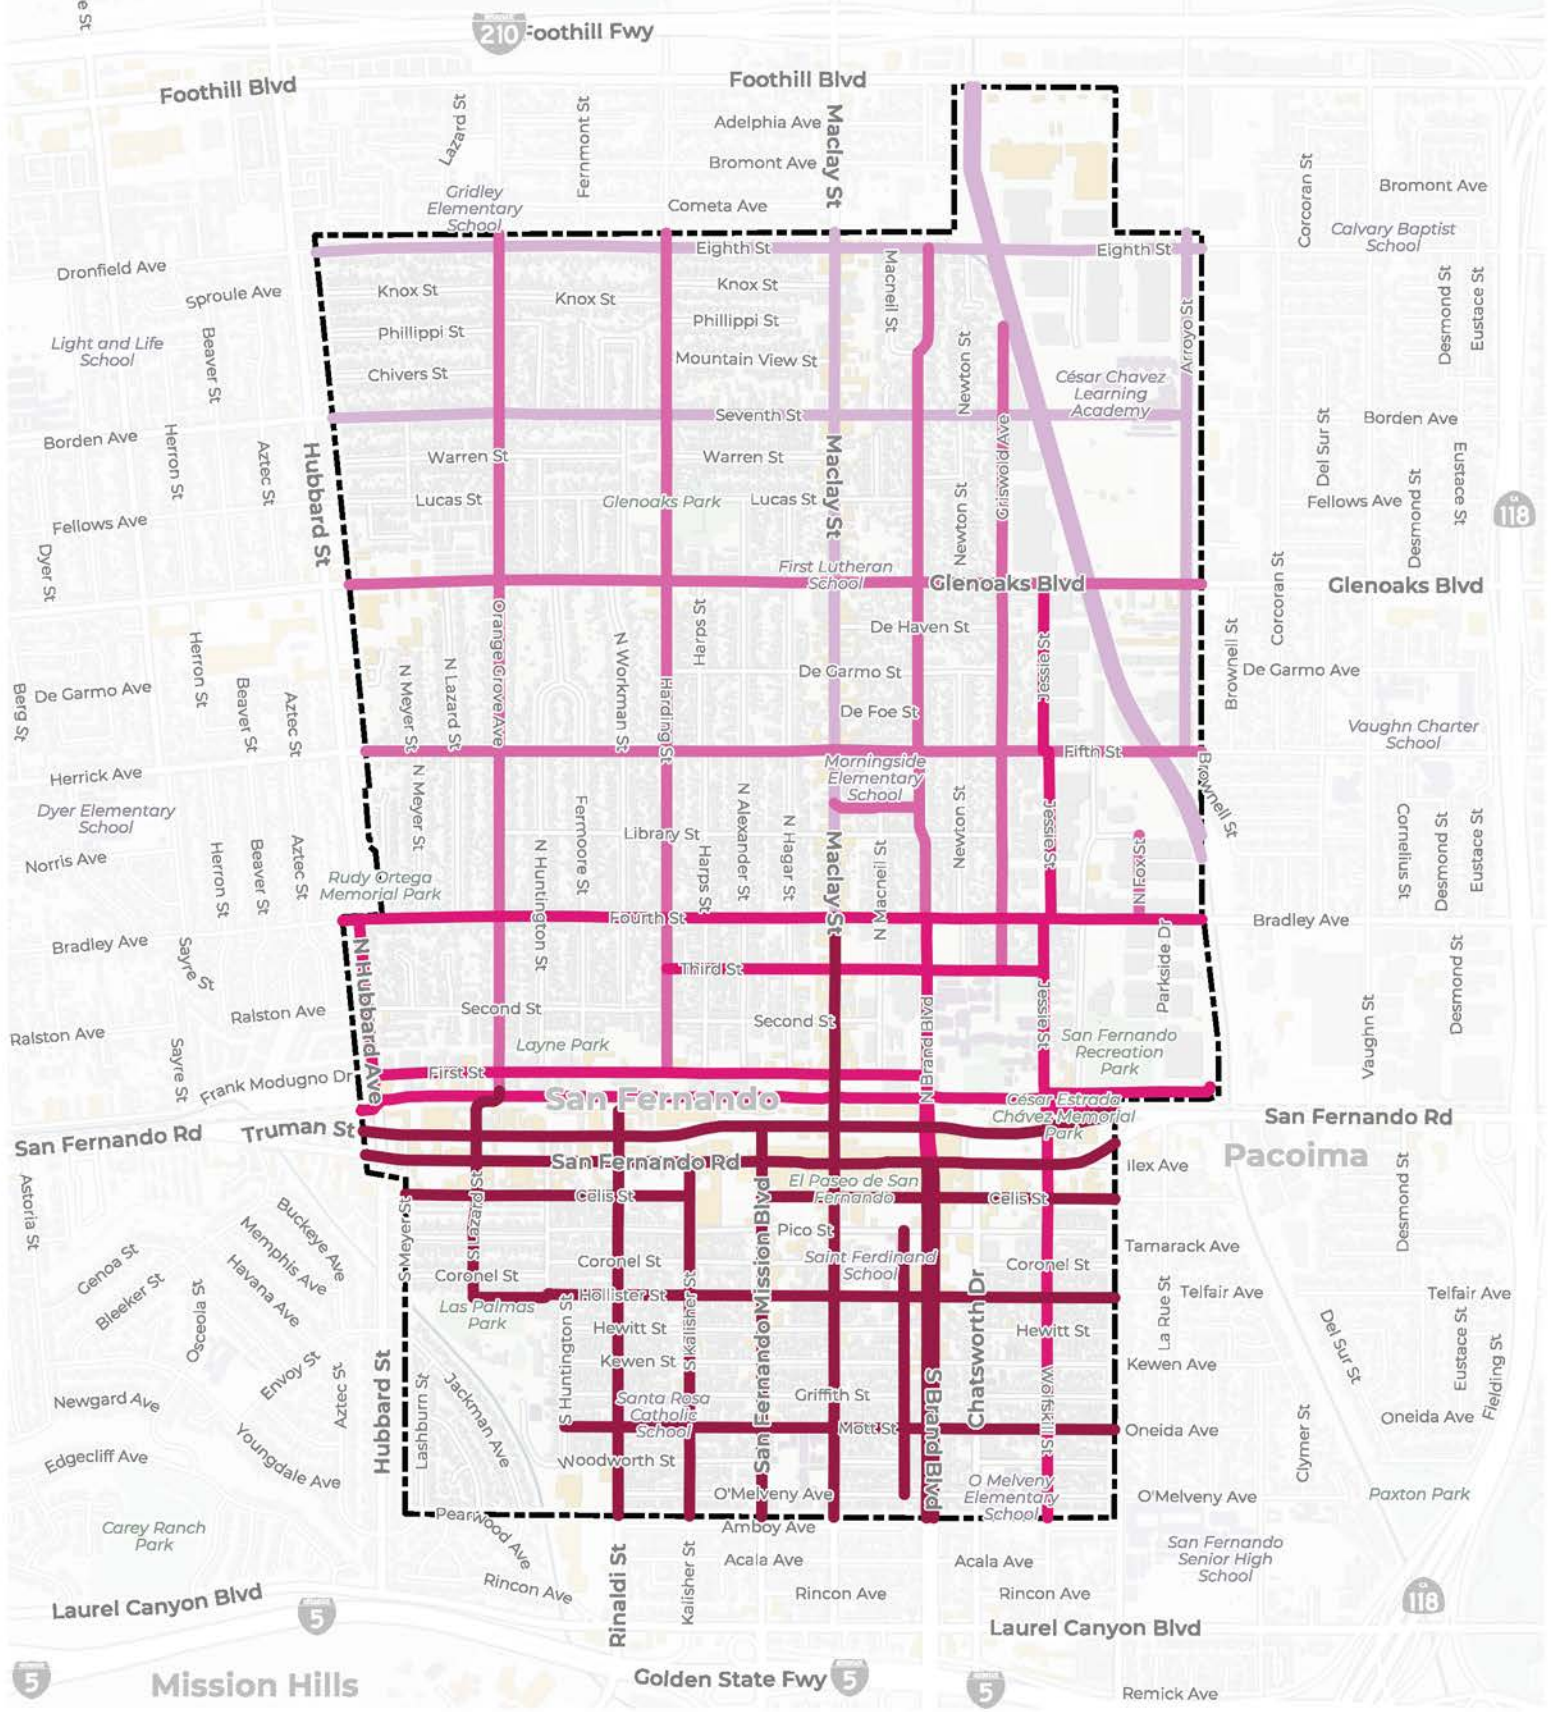 e St
210
Foothill Fwy
Foothill Blvd
Foothill Blvd
Lazard St
Fernmont St
Adelphia Ave
Maclay St
Bromont Ave
Cometa Ave
Gridley
Elementary
School
Corcoran St
Bromont Ave
Calvary Baptist
School
Eighth St
Eighth St
Dronfield Ave
Sproule Ave
Knox St
Knox St
Knox St
Macneil St
Desmond St
Eustace St
Phillippi St
Phillippi St
Arroyo St
Light and Life
School
Beaver St
Chivers St
Mountain View St
Newton St
César Chavez
Learning
Academy
Seventh St
Borden Ave
Herron St
Aztec St
Hubbard St
Warren St
Warren St
Maclay St
Griswold Ave
Del Sur St
Borden Ave
Eustace St
Fellows Ave
Lucas St
Glenoaks Park
Lucas St
Newton St
Fellows Ave
Desmond St
118
Dyer St
First Lutheran
School
Glenoaks Blvd
Corcoran St
Glenoaks Blvd
Herron St
Orange Grove Ave
N Workman St
Harps St
De Haven St
Jessie St
Brownell St
Berg St
De Garmo Ave
Beaver St
Aztec St
N Meyer St
N Lazard St
Harding St
De Garmo St
De Garmo Ave
De Foe St
Vaughn Charter
School
Fifth St
Herrick Ave
N Meyer St
Morningside
Elementary
School
Brownell St
Dyer Elementary
School
Fermoore St
N Alexander St
N Hagar St
Newton St
Jessie St
Cornelius St
Desmond St
Eustace St
Library St
Maclay St
Norris Ave
Herron St
Beaver St
Aztec St
N Huntington St
Harps St
N Macneil St
N Fox St
Rudy Ortega
Memorial Park
Fourth St
Bradley Ave
Bradley Ave
Sayre St
N Hubbard Ave
Third St
Parkside Dr
Desmond St
Ralston Ave
Ralston Ave
Second St
Second St
N Brand Blvd
Jessie St
Vaughn St
Layne Park
San Fernando
Recreation
Park
Sayre St
Frank Modugno Dr
First St
San Fernando
César Estrada
Chávez Memorial
Park
San Fernando Rd
San Fernando Rd
Truman St
San Fernando Rd
Ilex Ave
Pacoima
Astoria St
S Lazard St
Celis St
El Paseo de San
Fernando
Celis St
Desmond St
Buckeye Ave
Memphis Ave
Havana Ave
S Meyer St
San Fernando Mission Blvd
Pico St
Tamarack Ave
Genoa St
Bleeker St
Osceola St
Coronel St
Coronel St
Saint Ferdinand
School
Coronel St
Las Palmas
Park
Hollister St
S Kalisher St
Chatsworth Dr
La Rue St
Telfair Ave
Telfair Ave
S Huntington St
Hewitt St
Hewitt St
Del Sur St
Eustace St
Fielding St
Envoy St
Kewen St
Kewen Ave
Newgard Ave
Aztec St
Hubbard St
Lashburn St
Jackman Ave
Santa Rosa
Catholic
School
Griffith St
S Brand Blvd
Wolfskill St
Mott St
Oneida Ave
Oneida Ave
Edgecliff Ave
Youngdale Ave
Woodworth St
Clymer St
O'Melveny Ave
O Melveny
Elementary
School
O'Melveny Ave
Paxton Park
Pearwood Ave
Amboy Ave
Carey Ranch
Park
Acala Ave
Acala Ave
San Fernando
Senior High
School
Rincon Ave
Rinaldi St
Kalisher St
Rincon Ave
Rincon Ave
118
Laurel Canyon Blvd
5
Laurel Canyon Blvd
5
Mission Hills
Golden State Fwy
5
5
Remick Ave